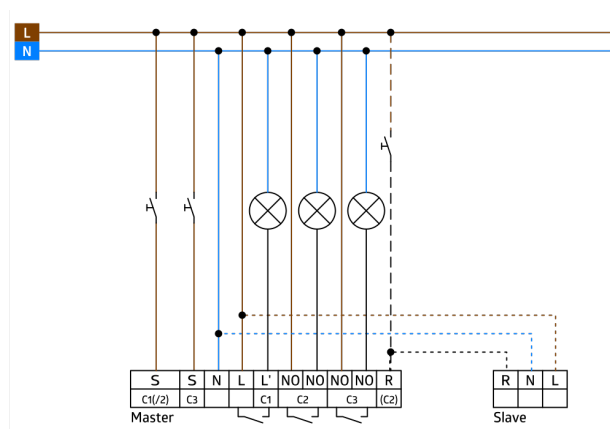 L
N
S S N L L' NO NO NO NO R
C1(/2) C3 C1 C2 C3 (C2)
Master
R N L
Slave